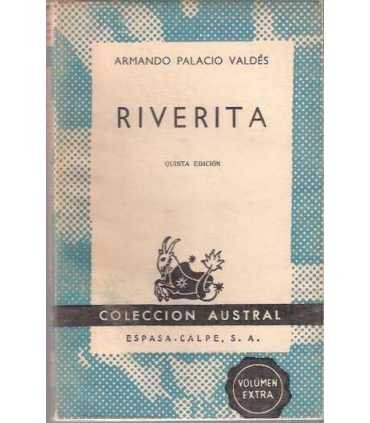 ARMANDO PALACIO VALDÉS
RIVERITA
QUINTA EDICIÓN
COLECCION AUSTRAL
ESPASA-CALPE, S. A.
VOLUMEN
EXTRA